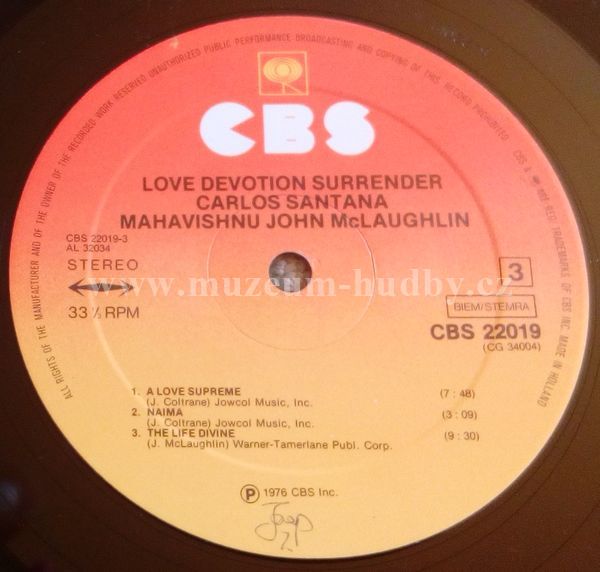 ALL RIGHTS OF THE MANUFACTURER AND OF THE OWNER OF THE RECORDED WORK RESERVED UNAUTHORIZED PUBLIC PERFORMANCE BROADCASTING AND COPYING OF THIS RECORD PROHIBITED
TRADEMARKS OF CBS INC. MADE IN HOLLAND
CBS
LOVE DEVOTION SURRENDER
CARLOS SANTANA
MAHAVISHNU JOHN McLAUGHLIN
CBS 22019-3
AL 32034
STEREO
33⅓ RPM
www.muzeum-hudby.cz
3
BIEM/STEMRA
CBS 22019
(CG 34004)
1. A LOVE SUPREME (7 : 48)
(J. Coltrane) Jowcol Music, Inc.
2. NAIMA (3 : 09)
(J. Coltrane) Jowcol Music, Inc.
3. THE LIFE DIVINE (9 : 30)
(J. McLaughlin) Warner-Tamerlane Publ. Corp.
℗ 1976 CBS Inc.